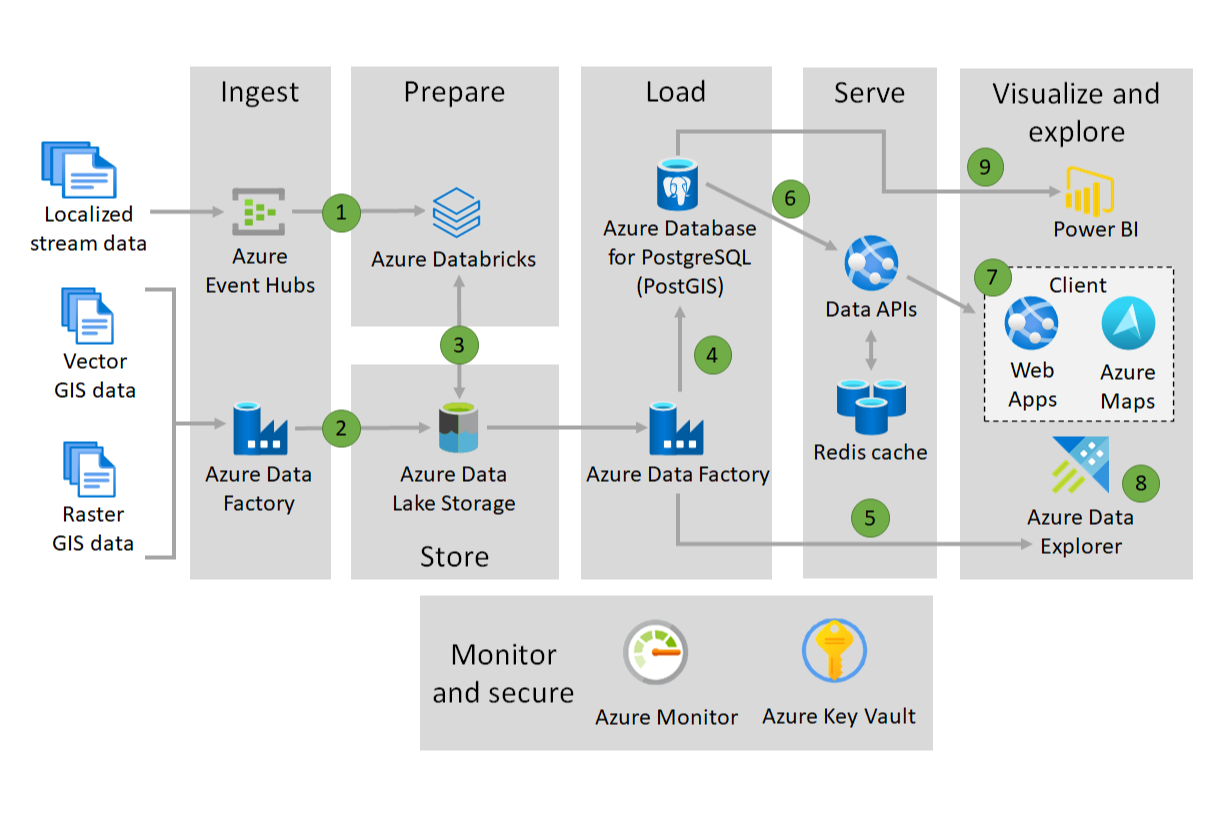 Ingest
Prepare
Load
Serve
Visualize and
explore
Localized
stream data
Azure
Event Hubs
1
Azure Databricks
Azure Database
for PostgreSQL
(PostGIS)
6
Data APIs
9
Power BI
7
Client
Web
Apps
Azure
Maps
Vector
GIS data
3
4
Raster
GIS data
Azure Data
Factory
2
Azure Data
Lake Storage
Store
Azure Data Factory
5
Redis cache
8
Azure Data
Explorer
Monitor
and secure
Azure Monitor
Azure Key Vault